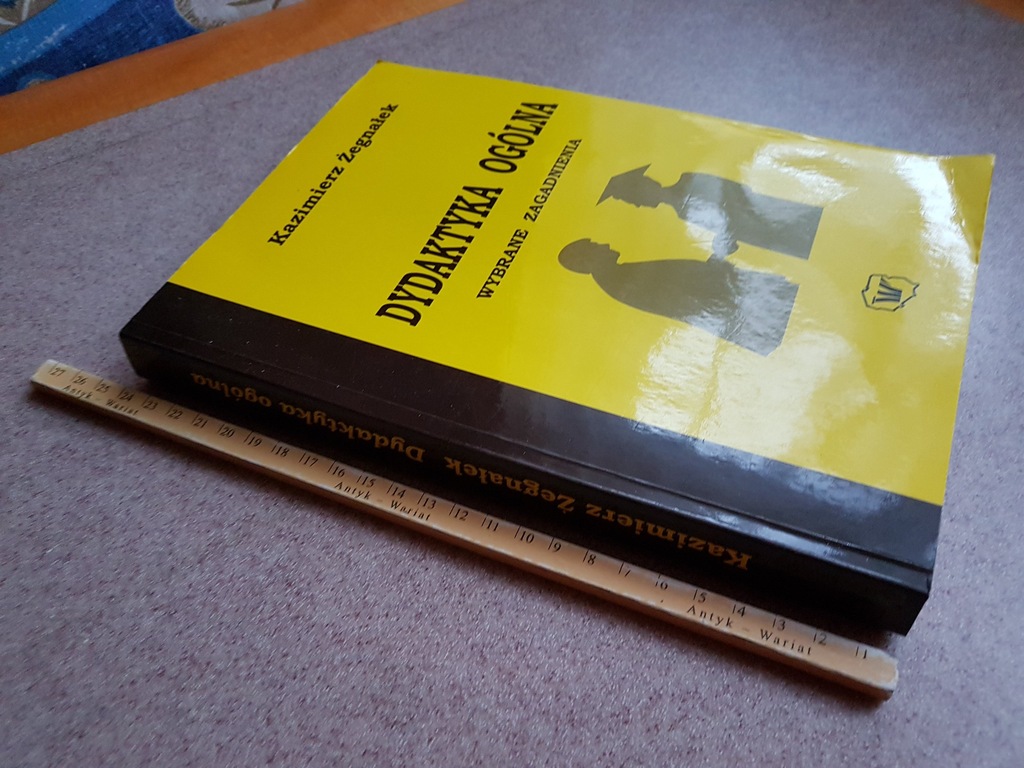 Kazimierz Żegnałek
DYDAKTYKA OGÓLNA
WYBRANE ZAGADNIENIA
W
Kazimierz Żegnałek Dydaktyka ogólna
27 26 25 24 23 22 21 20 19 18 17 16 15 14 13 12 11 10 9 8 7 6 5 4 3 2 1
Antyk - Wariat Antyk - Wariat Antyk - Wariat